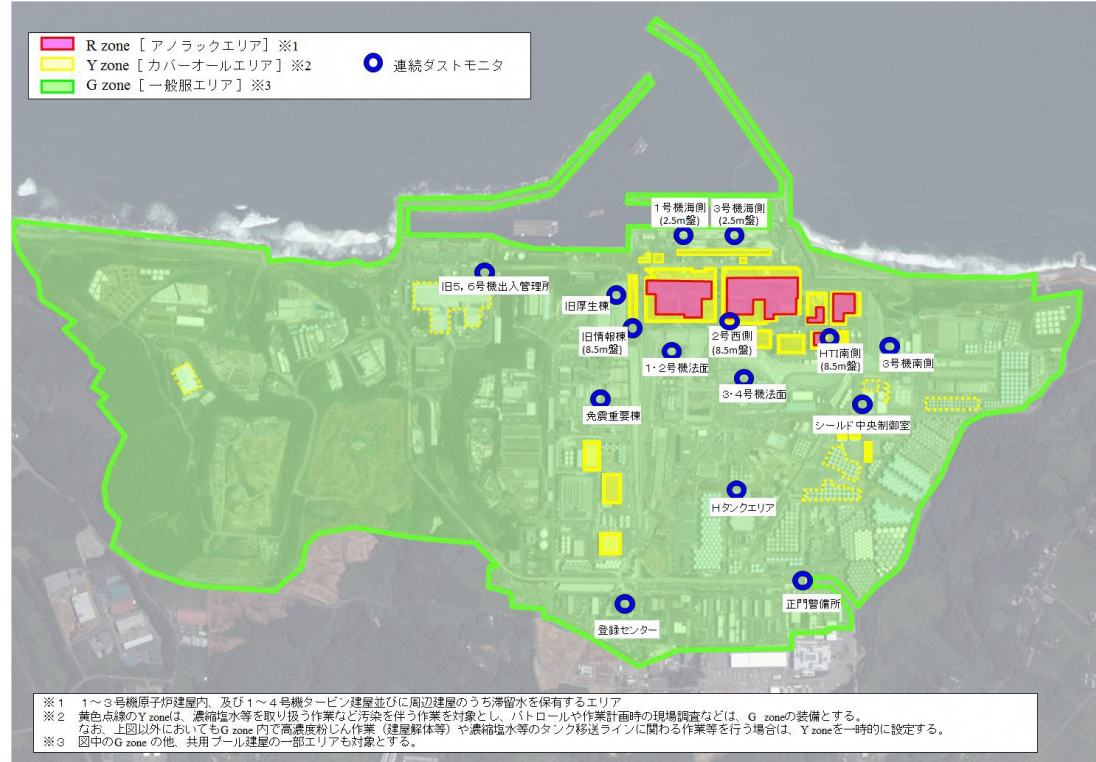 R zone [ アノラックエリア] ※1
Y zone [ カバーオールエリア] ※2
G zone [ 一般服エリア] ※3
連続ダストモニタ
1号機海側
(2.5m盤)
3号機海側
(2.5m盤)
旧5, 6号機出入管理所
旧厚生棟
旧情報棟
(8.5m盤)
2号西側
(8.5m盤)
HTI南側
(8.5m盤)
3号機南側
1・2号機法面
3・4号機法面
免震重要棟
シールド中央制御室
Hタンクエリア
正門警備所
登録センター
※1 1～3号機原子炉建屋内、及び1～4号機タービン建屋並びに周辺建屋のうち滞留水を保有するエリア
※2 黄色点線のY zoneは、濃縮塩水等を取り扱う作業など汚染を伴う作業を対象とし、パトロールや作業計画時の現場調査などは、G zoneの装備とする。
なお、上図以外においてもG zone 内で高濃度粉じん作業（建屋解体等）や濃縮塩水等のタンク移送ラインに関わる作業等を行う場合は、Y zoneを一時的に設定する。
※3 図中のG zone の他、共用プール建屋の一部エリアも対象とする。